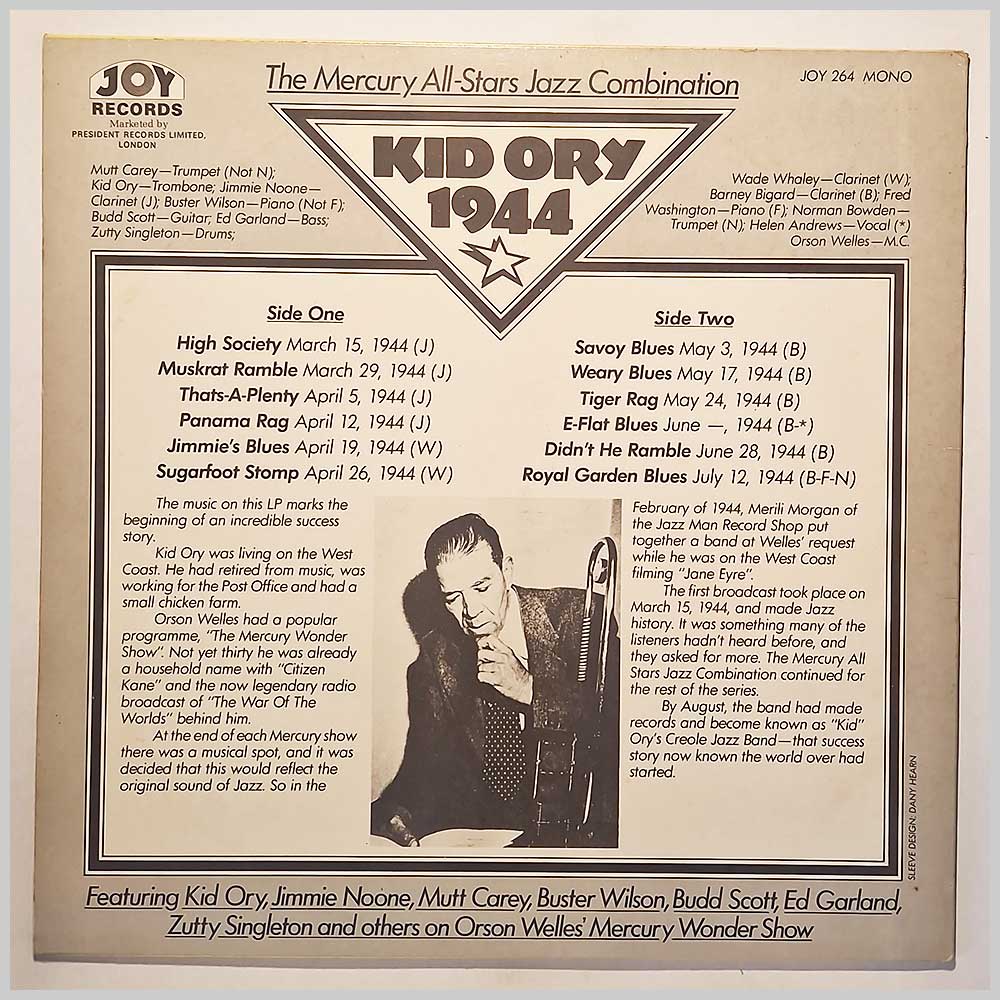 JOY
RECORDS
Marketed by
PRESIDENT RECORDS LIMITED,
LONDON
The Mercury All-Stars Jazz Combination
JOY 264 MONO
KID ORY
1944
Mutt Carey—Trumpet (Not N);
Kid Ory—Trombone; Jimmie Noone—
Clarinet (J); Buster Wilson—Piano (Not F);
Budd Scott—Guitar; Ed Garland—Bass;
Zutty Singleton—Drums;
Wade Whaley—Clarinet (W);
Barney Bigard—Clarinet (B); Fred
Washington—Piano (F); Norman Bowden—
Trumpet (N); Helen Andrews—Vocal (*)
Orson Welles—M.C.
Side One
High Society March 15, 1944 (J)
Muskrat Ramble March 29, 1944 (J)
Thats-A-Plenty April 5, 1944 (J)
Panama Rag April 12, 1944 (J)
Jimmie's Blues April 19, 1944 (W)
Sugarfoot Stomp April 26, 1944 (W)
Side Two
Savoy Blues May 3, 1944 (B)
Weary Blues May 17, 1944 (B)
Tiger Rag May 24, 1944 (B)
E-Flat Blues June —, 1944 (B-*)
Didn't He Ramble June 28, 1944 (B)
Royal Garden Blues July 12, 1944 (B-F-N)
The music on this LP marks the
beginning of an incredible success
story.
Kid Ory was living on the West
Coast. He had retired from music, was
working for the Post Office and had a
small chicken farm.
Orson Welles had a popular
programme, "The Mercury Wonder
Show". Not yet thirty he was already
a household name with "Citizen
Kane" and the now legendary radio
broadcast of "The War Of The
Worlds" behind him.
At the end of each Mercury show
there was a musical spot, and it was
decided that this would reflect the
original sound of Jazz. So in the
February of 1944, Merili Morgan of
the Jazz Man Record Shop put
together a band at Welles' request
while he was on the West Coast
filming "Jane Eyre".
The first broadcast took place on
March 15, 1944, and made Jazz
history. It was something many of the
listeners hadn't heard before, and
they asked for more. The Mercury All
Stars Jazz Combination continued for
the rest of the series.
By August, the band had made
records and become known as "Kid"
Ory's Creole Jazz Band—that success
story now known the world over had
started.
SLEEVE DESIGN: DANY HEARN
Featuring Kid Ory, Jimmie Noone, Mutt Carey, Buster Wilson, Budd Scott, Ed Garland,
Zutty Singleton and others on Orson Welles' Mercury Wonder Show